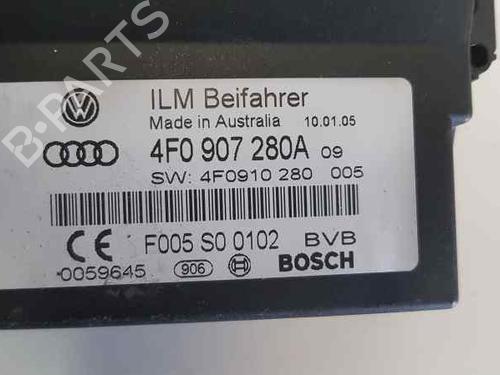 B-PARTS
ILM Beifahrer
Made in Australia 10.01.05
4F0 907 280A 09
SW: 4F0910 280 005
F005 S0 0102 BVB
0059645 906 BOSCH